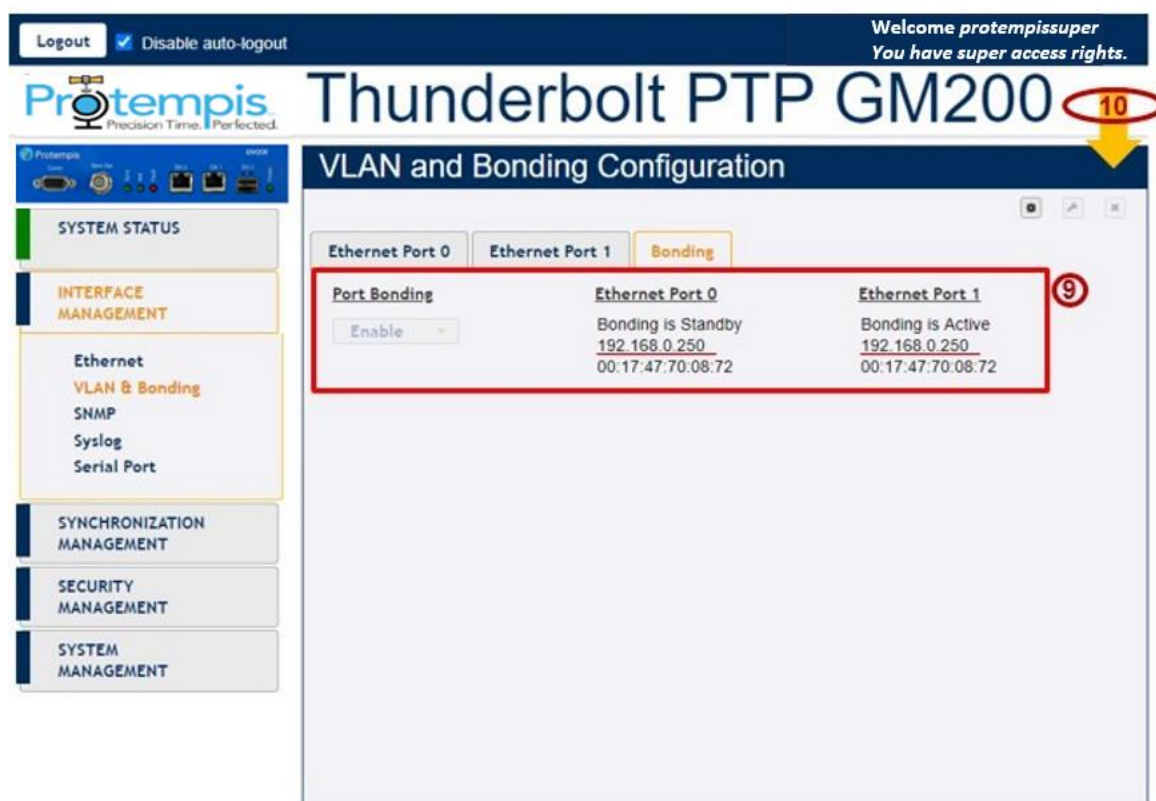 Logout Disable auto-logout
Welcome protempissuper
You have super access rights.
Protempis
Precision Time. Perfected.
Thunderbolt PTP GM200
10
Protempis
VLAN and Bonding Configuration
SYSTEM STATUS
INTERFACE
MANAGEMENT
Ethernet
VLAN & Bonding
SNMP
Syslog
Serial Port
SYNCHRONIZATION
MANAGEMENT
SECURITY
MANAGEMENT
SYSTEM
MANAGEMENT
Ethernet Port 0 Ethernet Port 1 Bonding
Port Bonding Ethernet Port 0 Ethernet Port 1
9
Enable Bonding is Standby Bonding is Active
192.168.0.250 192.168.0.250
00:17:47:70:08:72 00:17:47:70:08:72